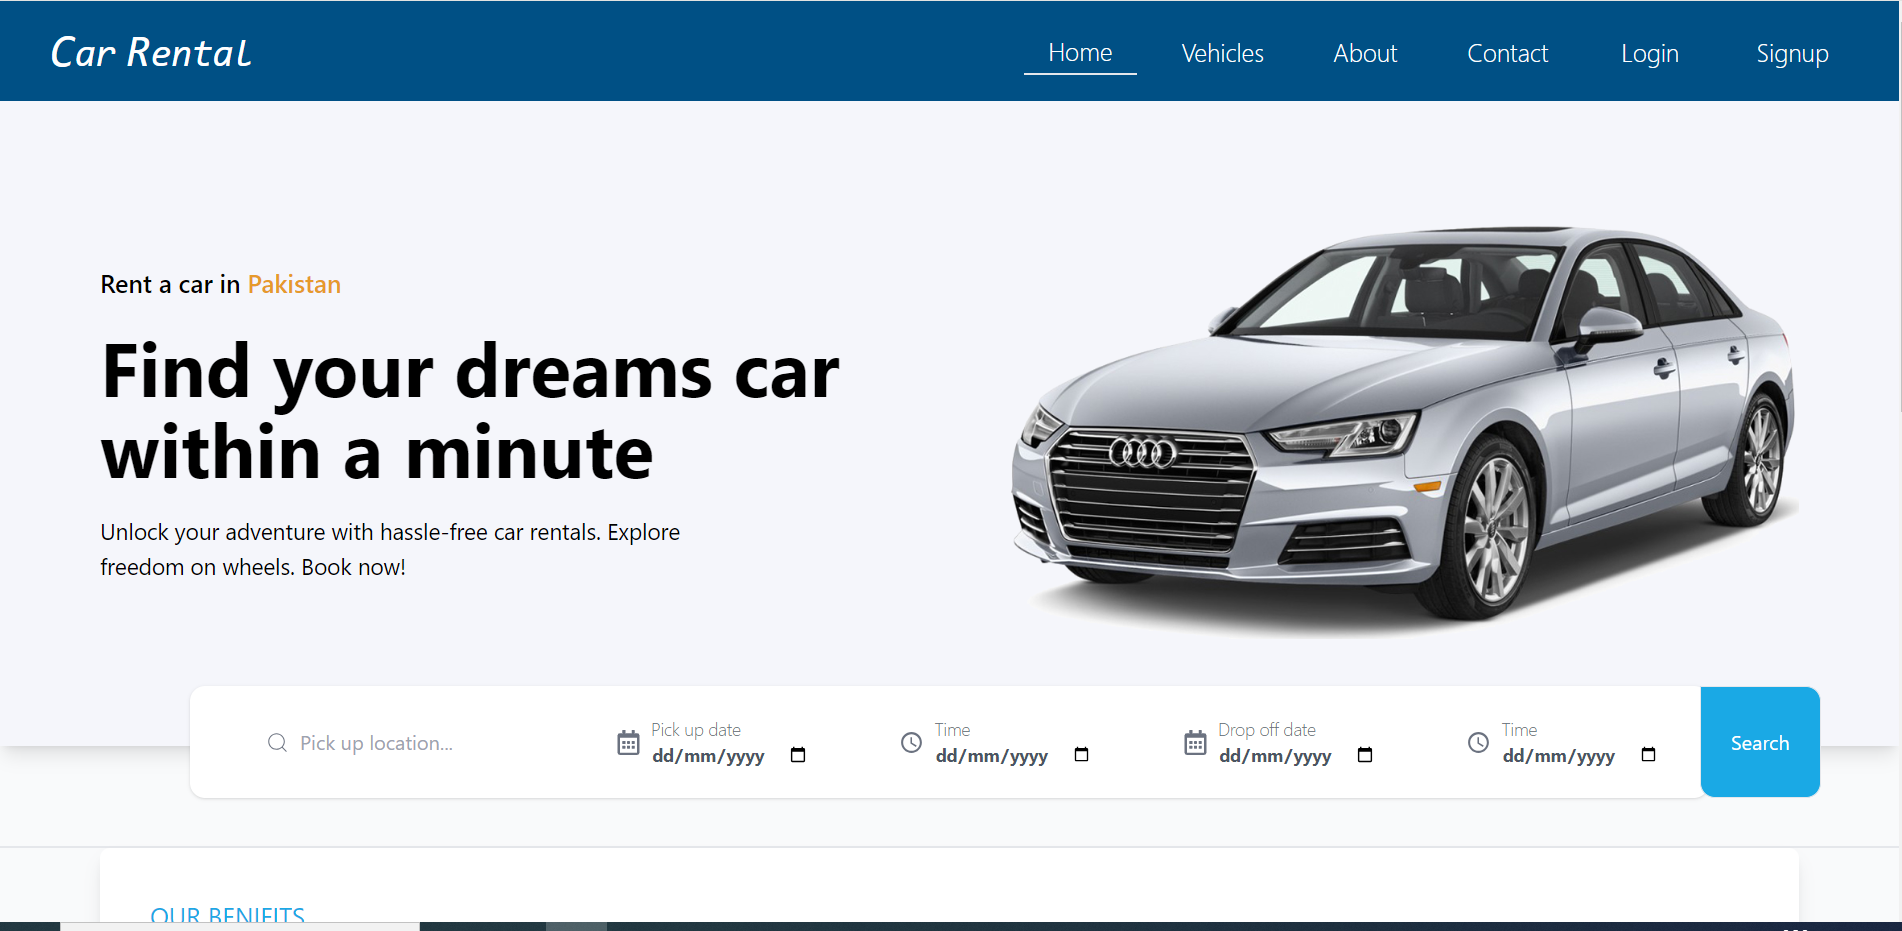 Car Rental
Home Vehicles About Contact Login Signup
Rent a car in Pakistan
Find your dreams car
within a minute
Unlock your adventure with hassle-free car rentals. Explore
freedom on wheels. Book now!
Pick up location...
Pick up date
dd/mm/yyyy
Time
dd/mm/yyyy
Drop off date
dd/mm/yyyy
Time
dd/mm/yyyy
Search
OUR BENIFITS